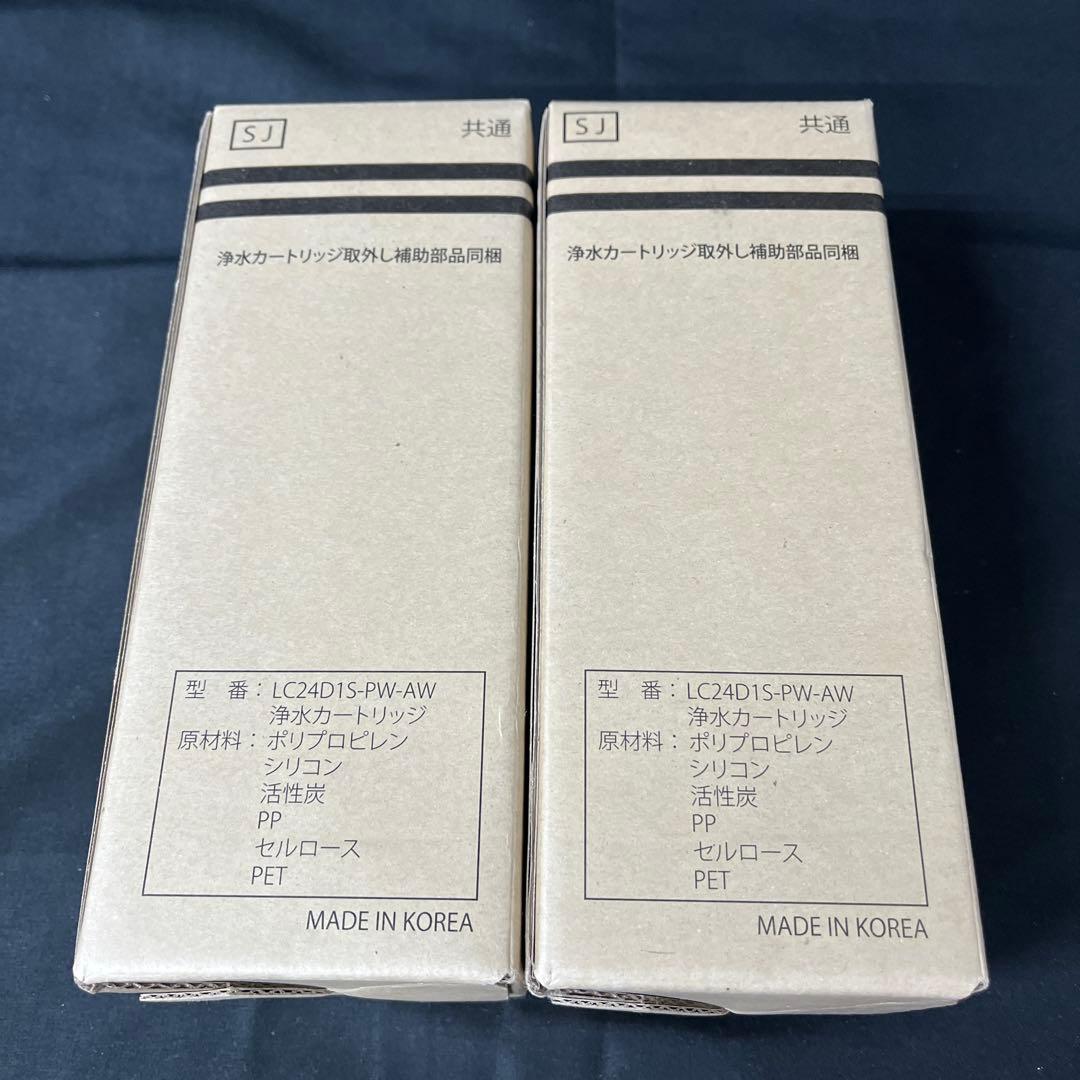 SJ 共通
浄水カートリッジ取外し補助部品同梱
型 番： LC24D1S-PW-AW
浄水カートリッジ
原材料： ポリプロピレン
シリコン
活性炭
PP
セルロース
PET
MADE IN KOREA
SJ 共通
浄水カートリッジ取外し補助部品同梱
型 番： LC24D1S-PW-AW
浄水カートリッジ
原材料： ポリプロピレン
シリコン
活性炭
PP
セルロース
PET
MADE IN KOREA